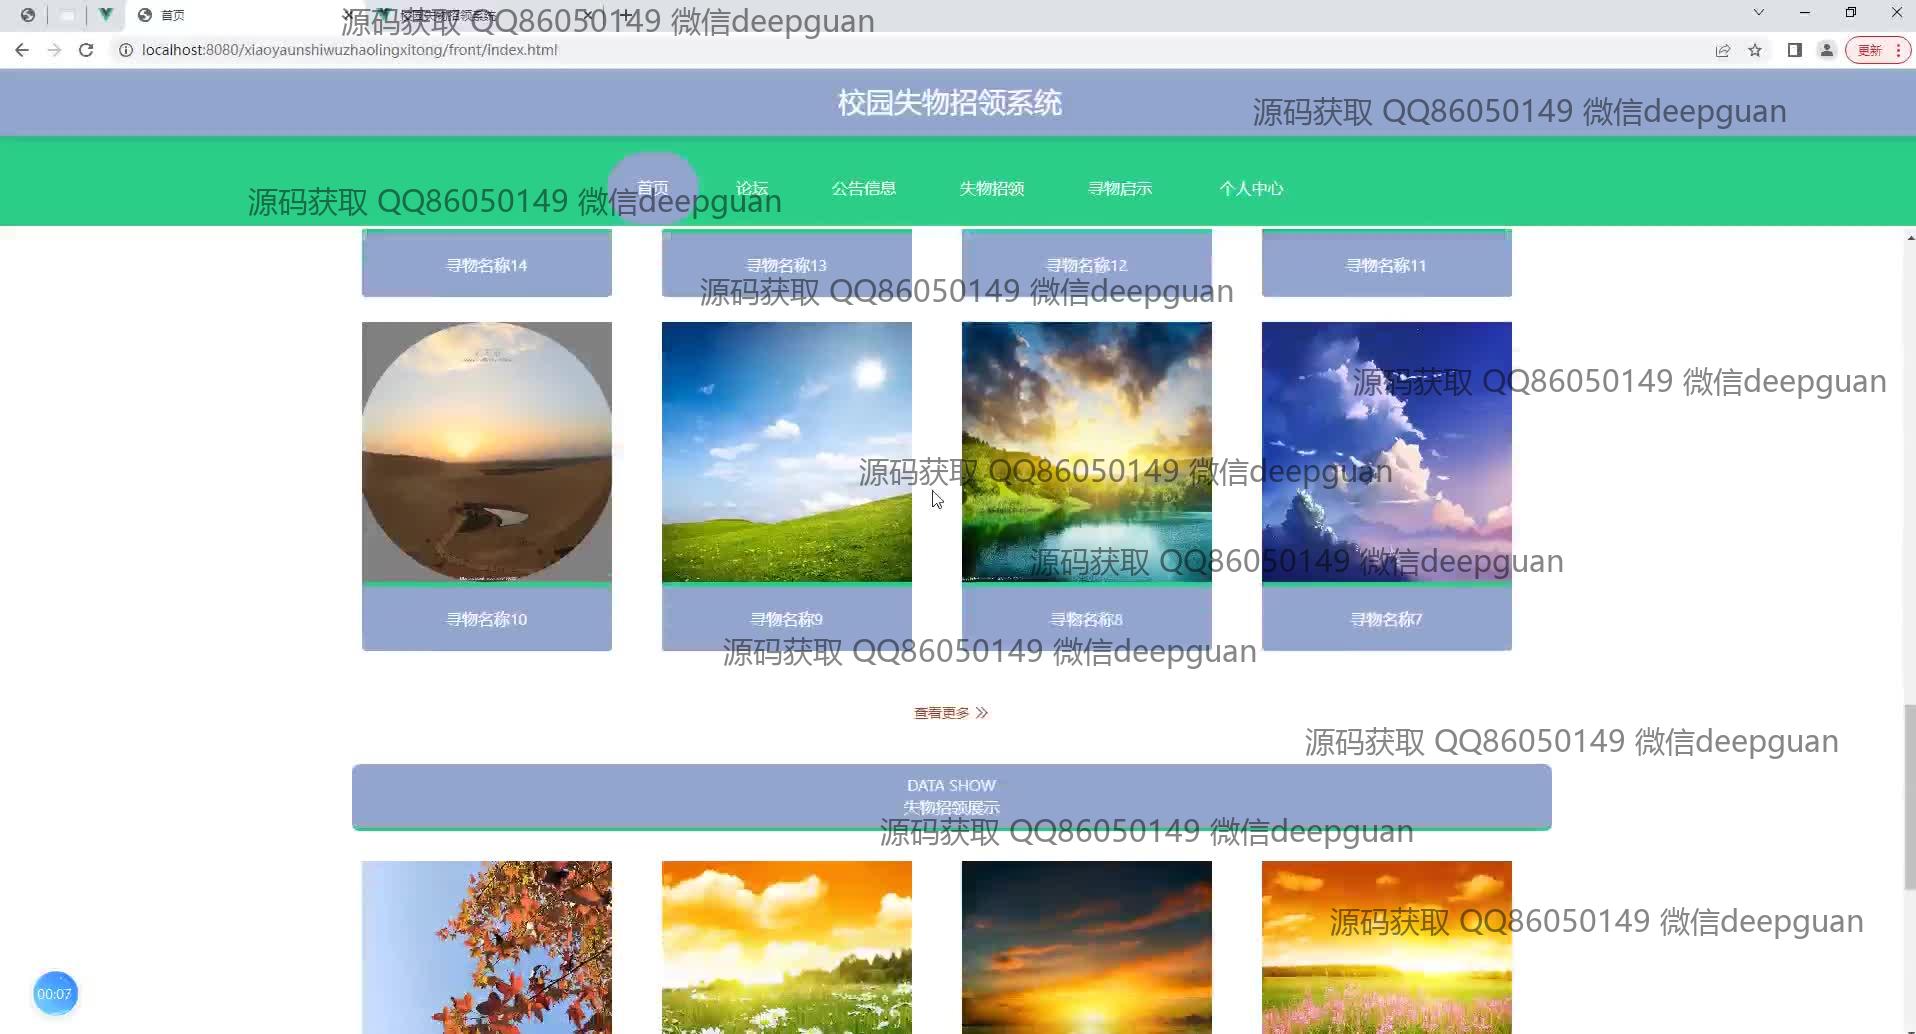 首页
校园失物招领系统
源码获取 QQ86050149 微信deepguan
localhost:8080/xiaoyaunshiwuzhaolingxitong/front/index.html
更新
校园失物招领系统
源码获取 QQ86050149 微信deepguan
首页 论坛 公告信息 失物招领 寻物启示 个人中心
源码获取 QQ86050149 微信deepguan
寻物名称14 寻物名称13 寻物名称12 寻物名称11
源码获取 QQ86050149 微信deepguan
源码获取 QQ86050149 微信deepguan
源码获取 QQ86050149 微信deepguan
源码获取 QQ86050149 微信deepguan
寻物名称10 寻物名称9 寻物名称8 寻物名称7
源码获取 QQ86050149 微信deepguan
查看更多
源码获取 QQ86050149 微信deepguan
DATA SHOW
失物招领展示
源码获取 QQ86050149 微信deepguan
源码获取 QQ86050149 微信deepguan
00:07